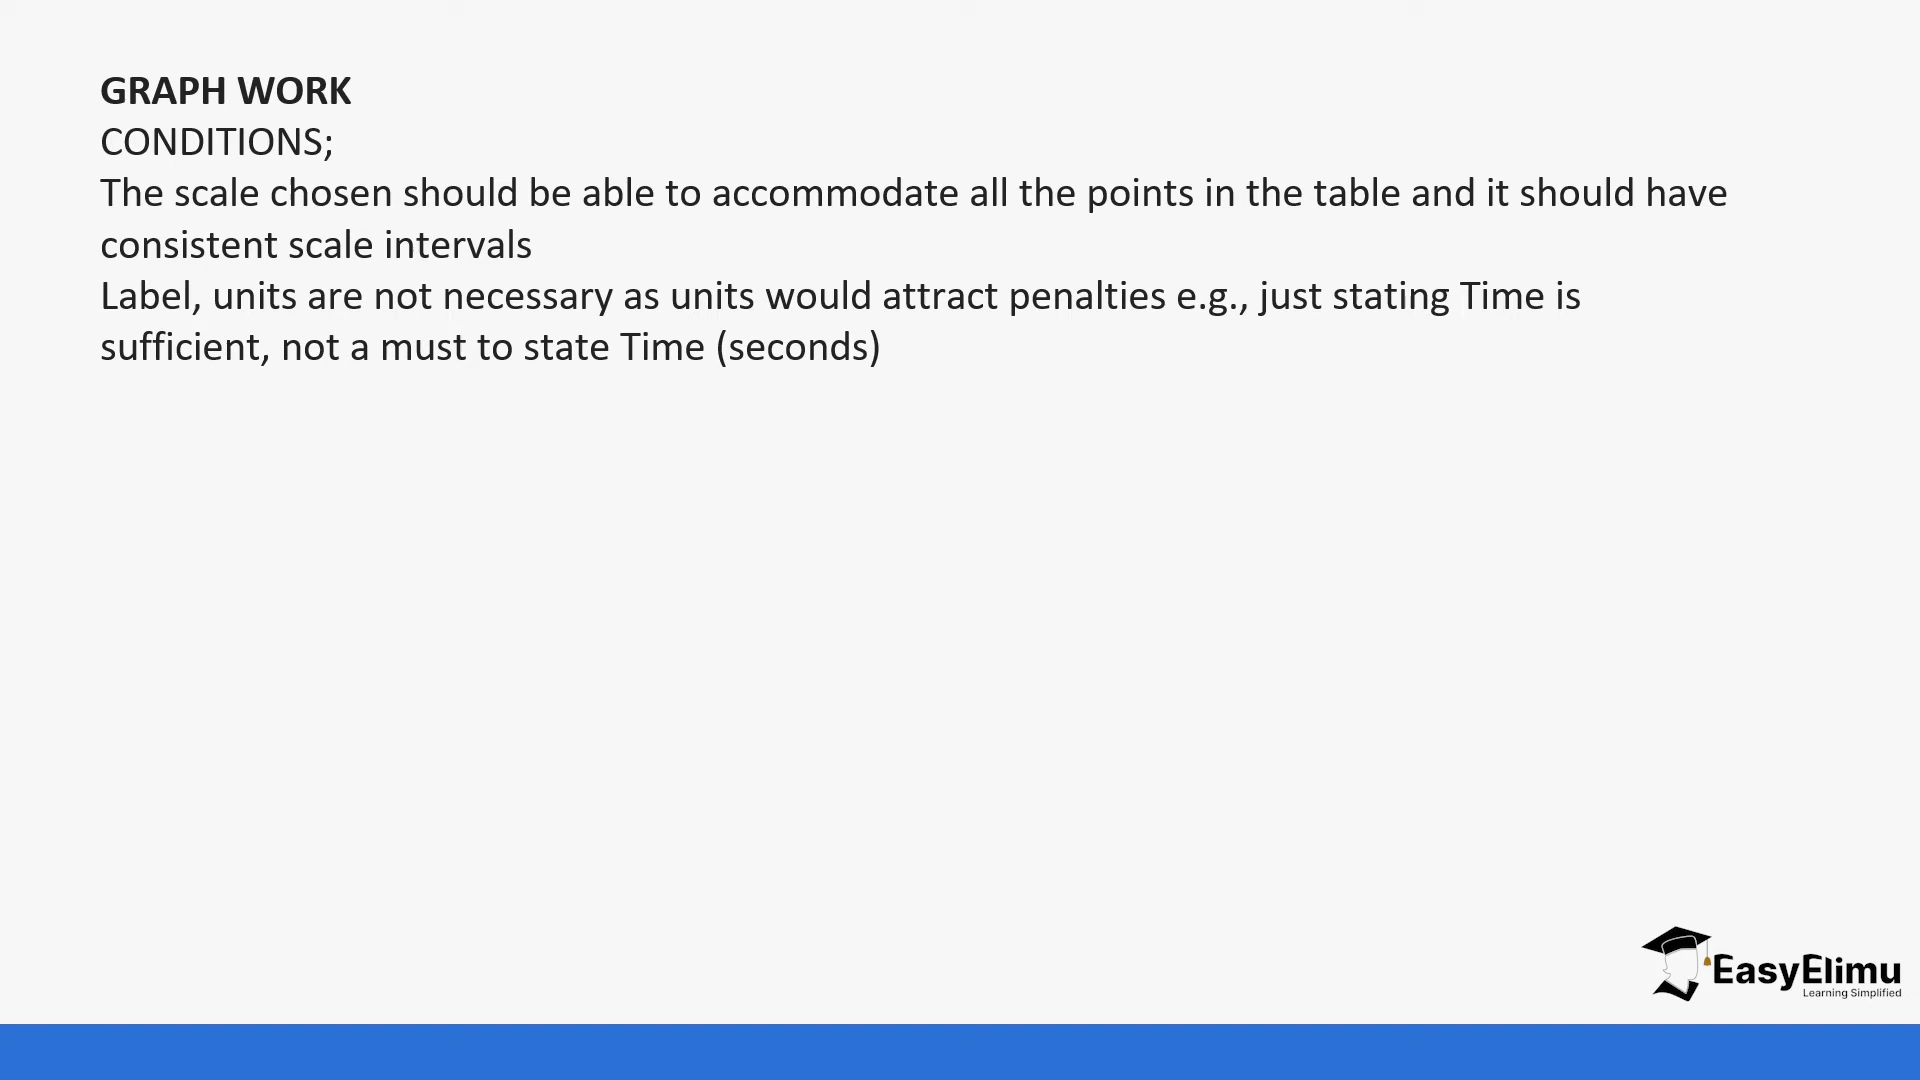 GRAPH WORK
CONDITIONS;
The scale chosen should be able to accommodate all the points in the table and it should have
consistent scale intervals
Label, units are not necessary as units would attract penalties e.g., just stating Time is
sufficient, not a must to state Time (seconds)
EasyElimu
Learning Simplified